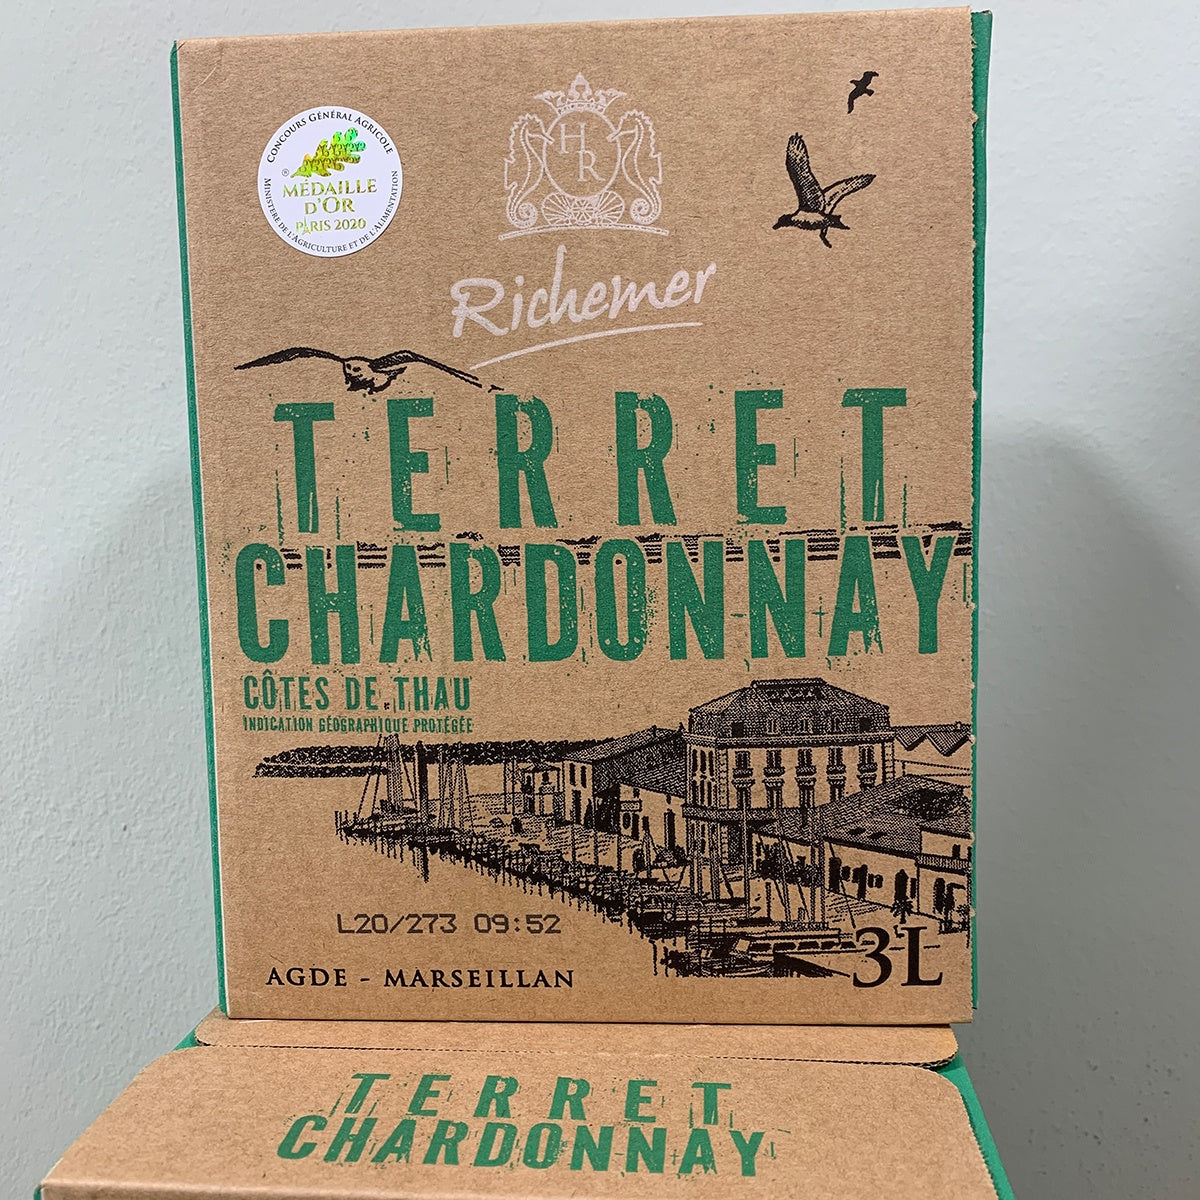 CONCOURS GÉNÉRAL AGRICOLE
®
MÉDAILLE
D'OR
PARIS 2020
MINISTÈRE DE L'AGRICULTURE ET DE L'ALIMENTATION
H
R
Richemer
TERRET
CHARDONNAY
CÔTES DE THAU
INDICATION GÉOGRAPHIQUE PROTÉGÉE
L20/273 09:52
AGDE - MARSEILLAN
3L
TERRET
CHARDONNAY